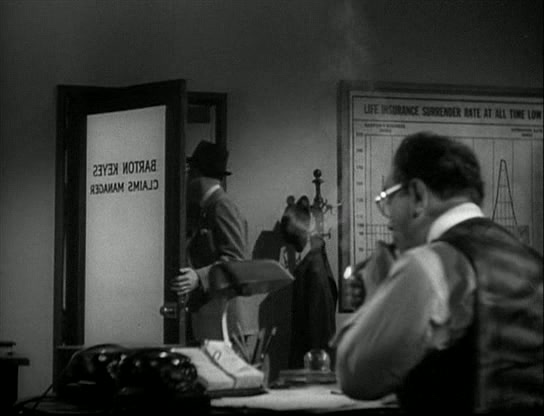 BARTON KEYES
CLAIMS MANAGER
LIFE INSURANCE SURRENDER RATE AT ALL TIME LOW